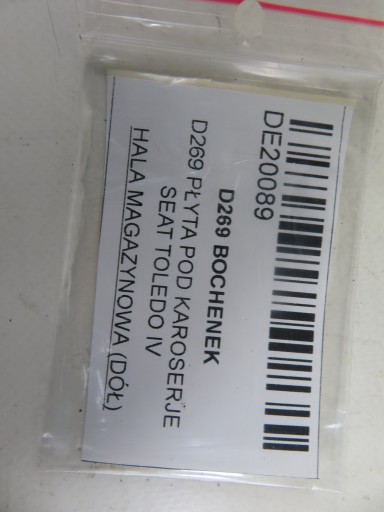 DE20089
D269 BOCHENEK
D269 PŁYTA POD KAROSERJE
SEAT TOLEDO IV
HALA MAGAZYNOWA (DÓŁ)